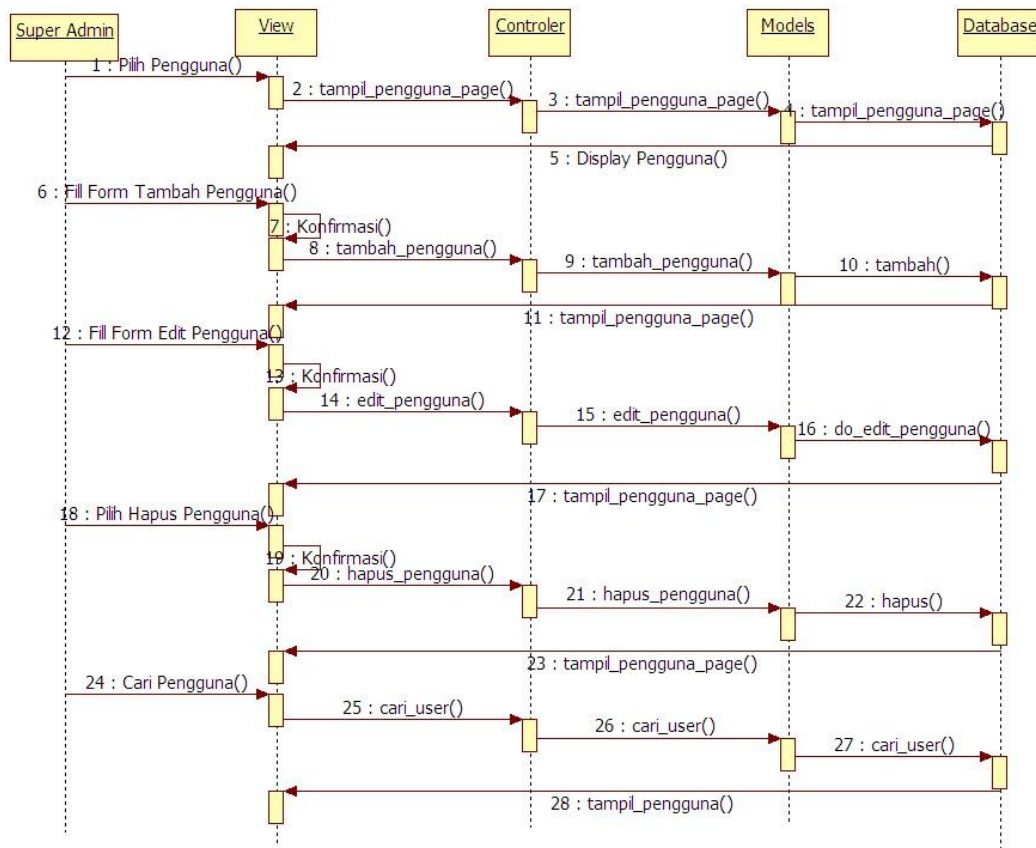 Super Admin
View
Controler
Models
Database
1 : Pilih Pengguna()
2 : tampil_pengguna_page()
3 : tampil_pengguna_page()
4 : tampil_pengguna_page()
5 : Display Pengguna()
6 : Fill Form Tambah Pengguna()
7 : Konfirmasi()
8 : tambah_pengguna()
9 : tambah_pengguna()
10 : tambah()
11 : tampil_pengguna_page()
12 : Fill Form Edit Pengguna()
13 : Konfirmasi()
14 : edit_pengguna()
15 : edit_pengguna()
16 : do_edit_pengguna()
17 : tampil_pengguna_page()
18 : Pilih Hapus Pengguna()
19 : Konfirmasi()
20 : hapus_pengguna()
21 : hapus_pengguna()
22 : hapus()
23 : tampil_pengguna_page()
24 : Cari Pengguna()
25 : cari_user()
26 : cari_user()
27 : cari_user()
28 : tampil_pengguna()